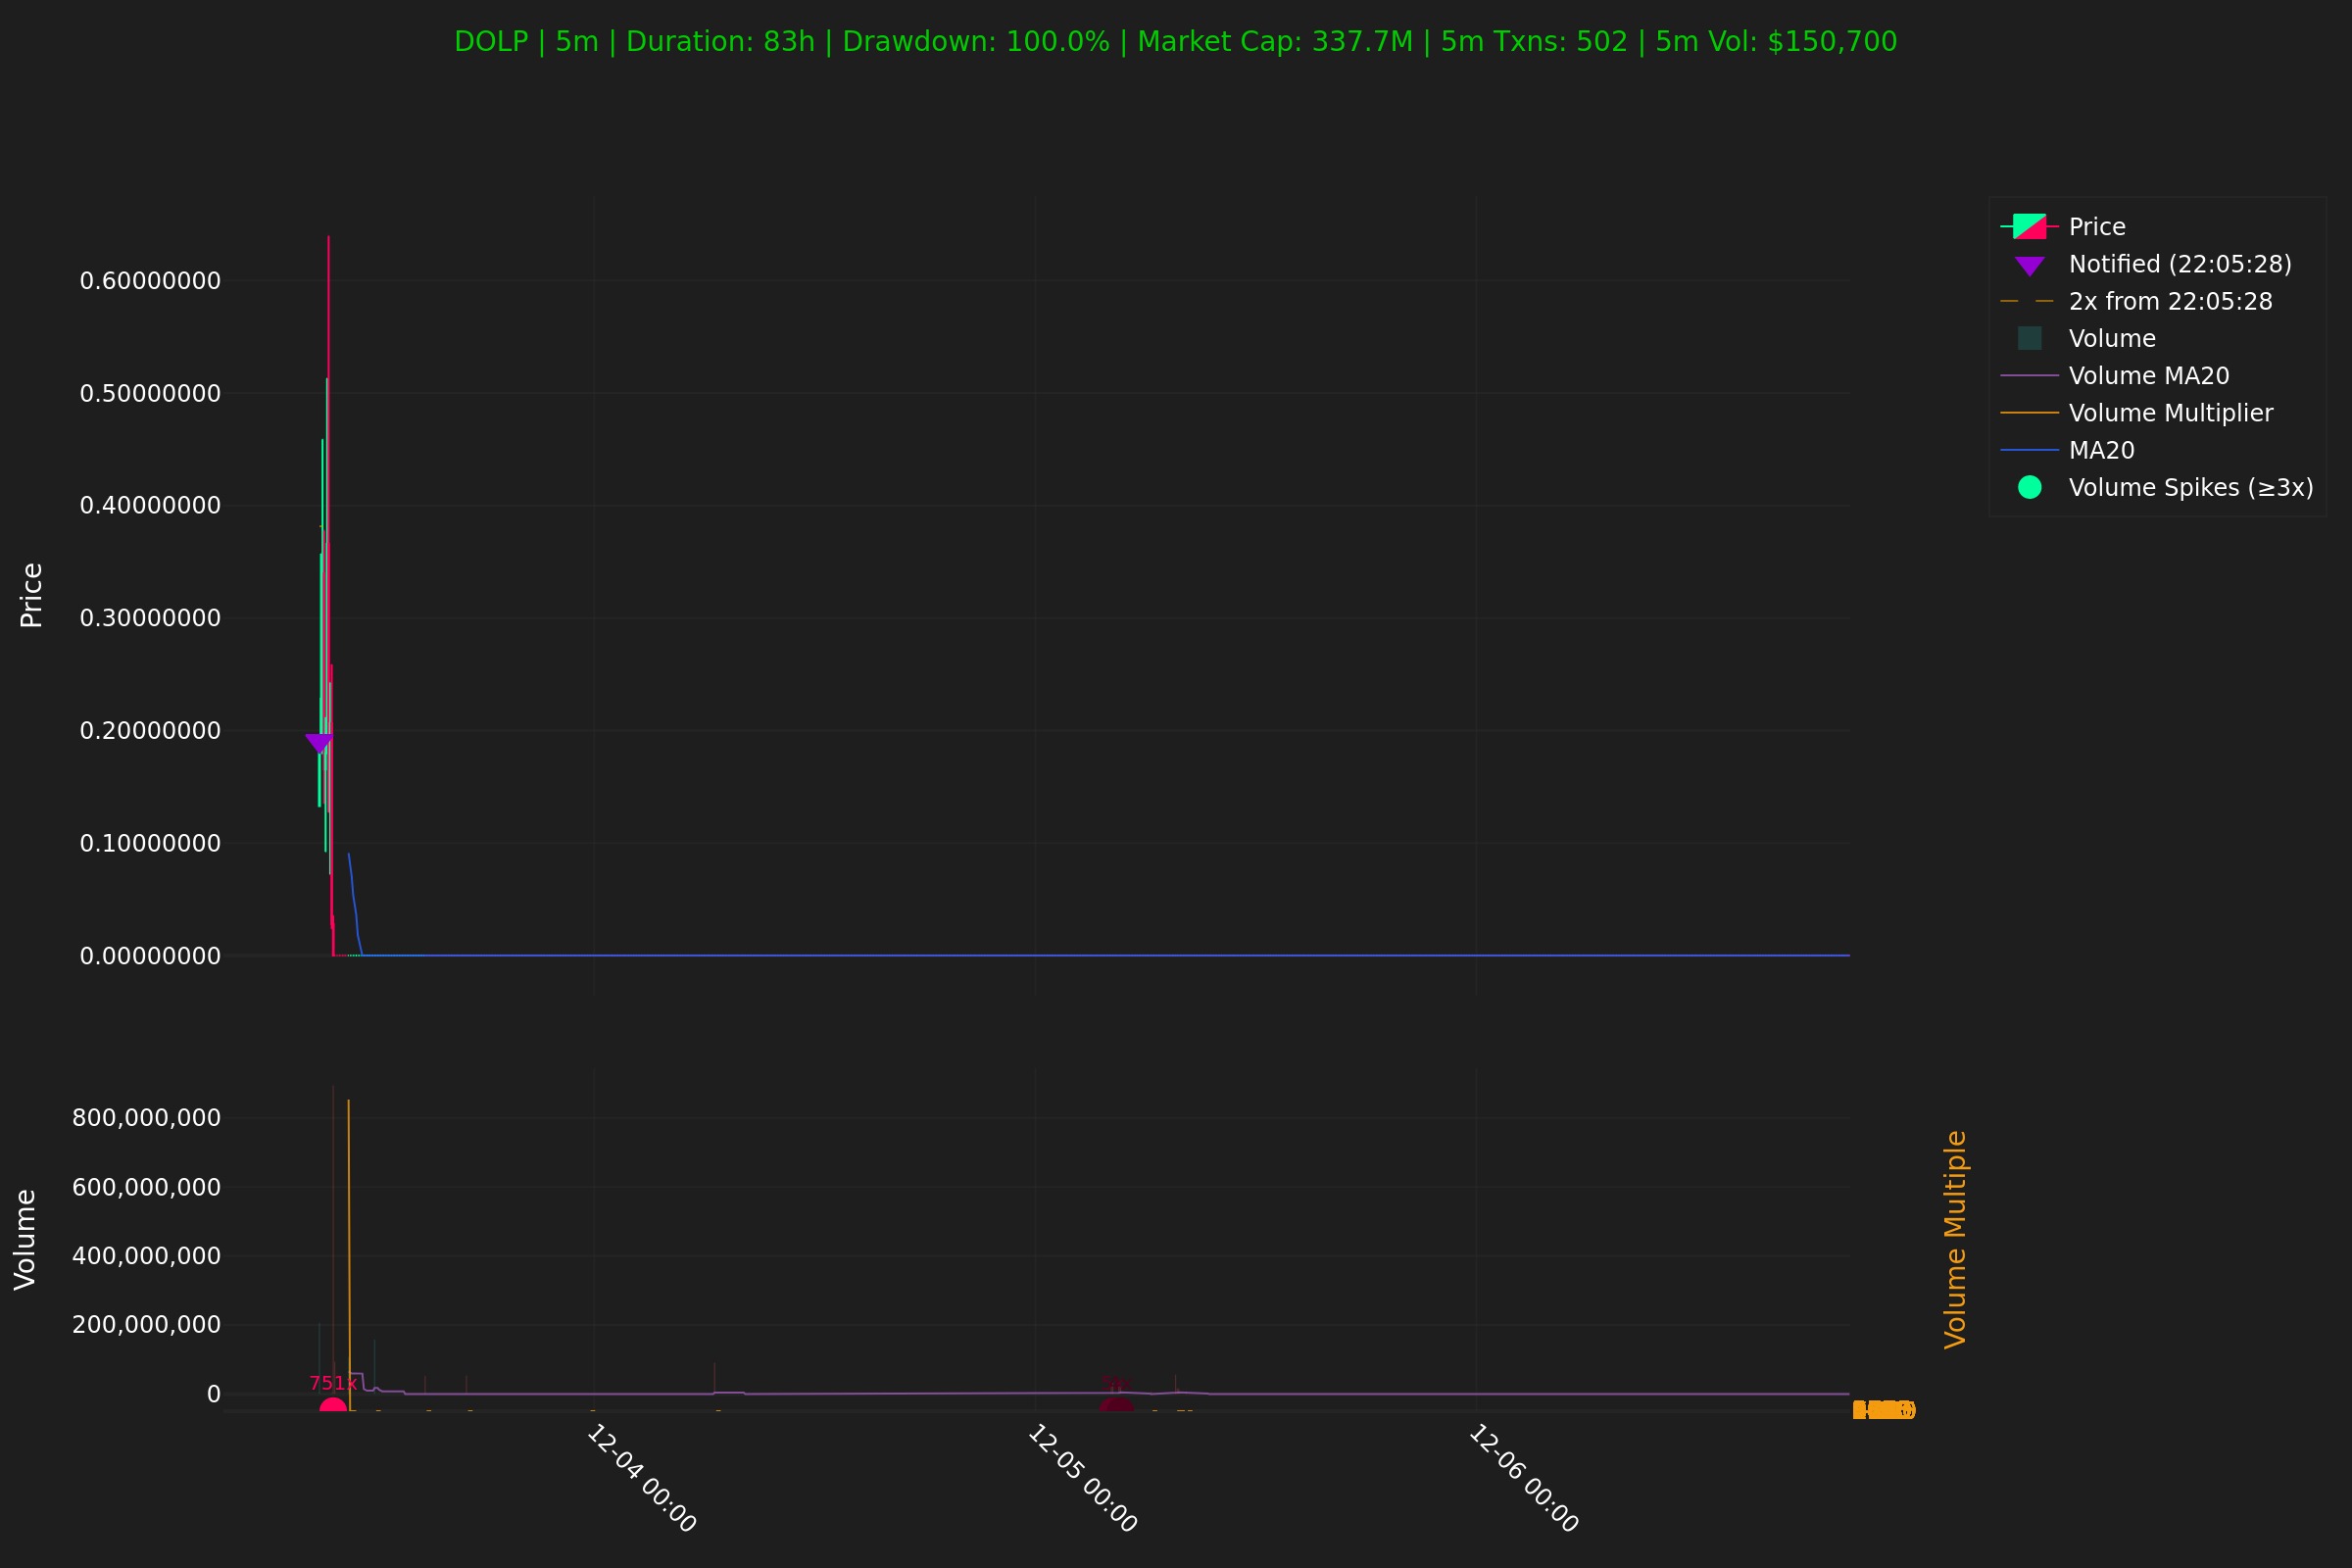 DOLP | 5m | Duration: 83h | Drawdown: 100.0% | Market Cap: 337.7M | 5m Txns: 502 | 5m Vol: $150,700
Price
Notified (22:05:28)
2x from 22:05:28
Volume
Volume MA20
Volume Multiplier
MA20
Volume Spikes (≥3x)
Price
0.60000000
0.50000000
0.40000000
0.30000000
0.20000000
0.10000000
0.00000000
Volume
800,000,000
600,000,000
400,000,000
200,000,000
0
751x
Volume Multiple
12-04 00:00
12-05 00:00
12-06 00:00